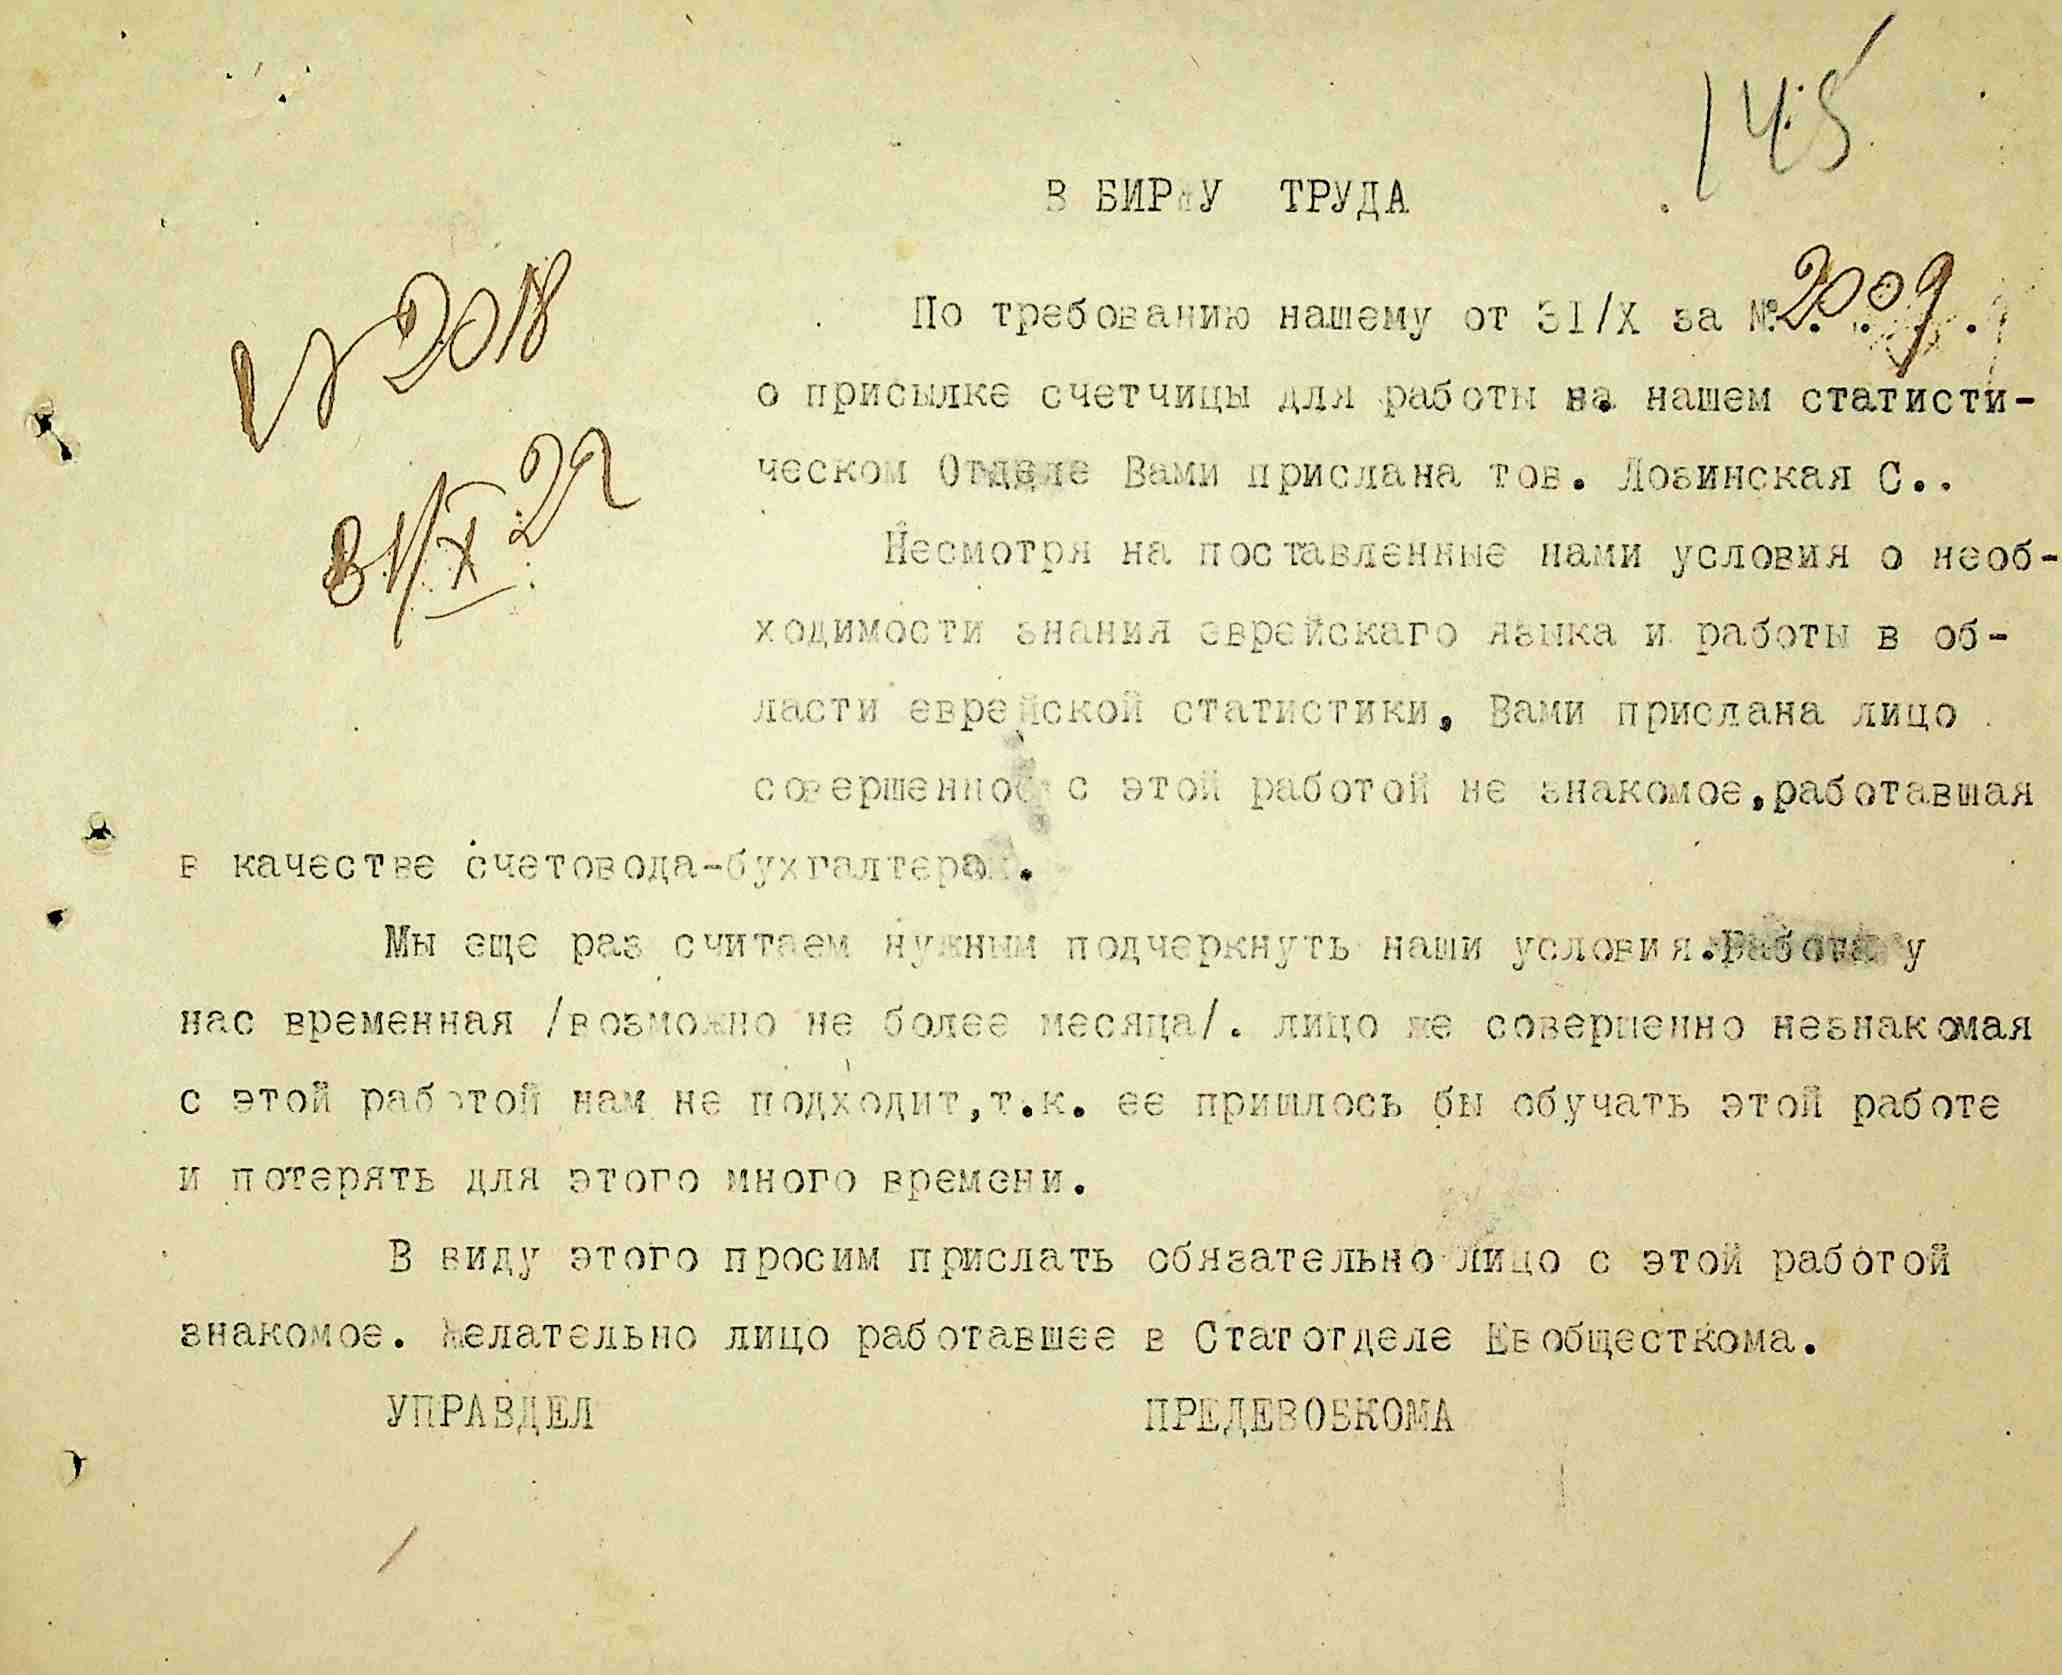 145
В БИРЖУ ТРУДА
№ 2018
31/X 22
По требованию нашему от 3I/X за № 2009.
о присылке счетчицы для работы на нашем статисти-
ческом Отделе Вами прислана тов. Лозинская С..
Несмотря на поставленные нами условия о необ-
ходимости знания еврейскаго языка и работы в об-
ласти еврейской статистики, Вами прислана лицо
совершенно с этой работой не знакомое,работавшая
в качестве счетовода-бухгалтера.
Мы еще раз считаем нужным подчеркнуть наши условия.Работа у
нас временная /возможно не более месяца/. лицо же совершенно незнакомая
с этой работой нам не подходит,т.к. ее пришлось бы обучать этой работе
и потерять для этого много времени.
В виду этого просим прислать обязательно лицо с этой работой
знакомое. Желательно лицо работавшее в Статотделе Евобщесткома.
УПРАВДЕЛ ПРЕДЕВОБКОМА